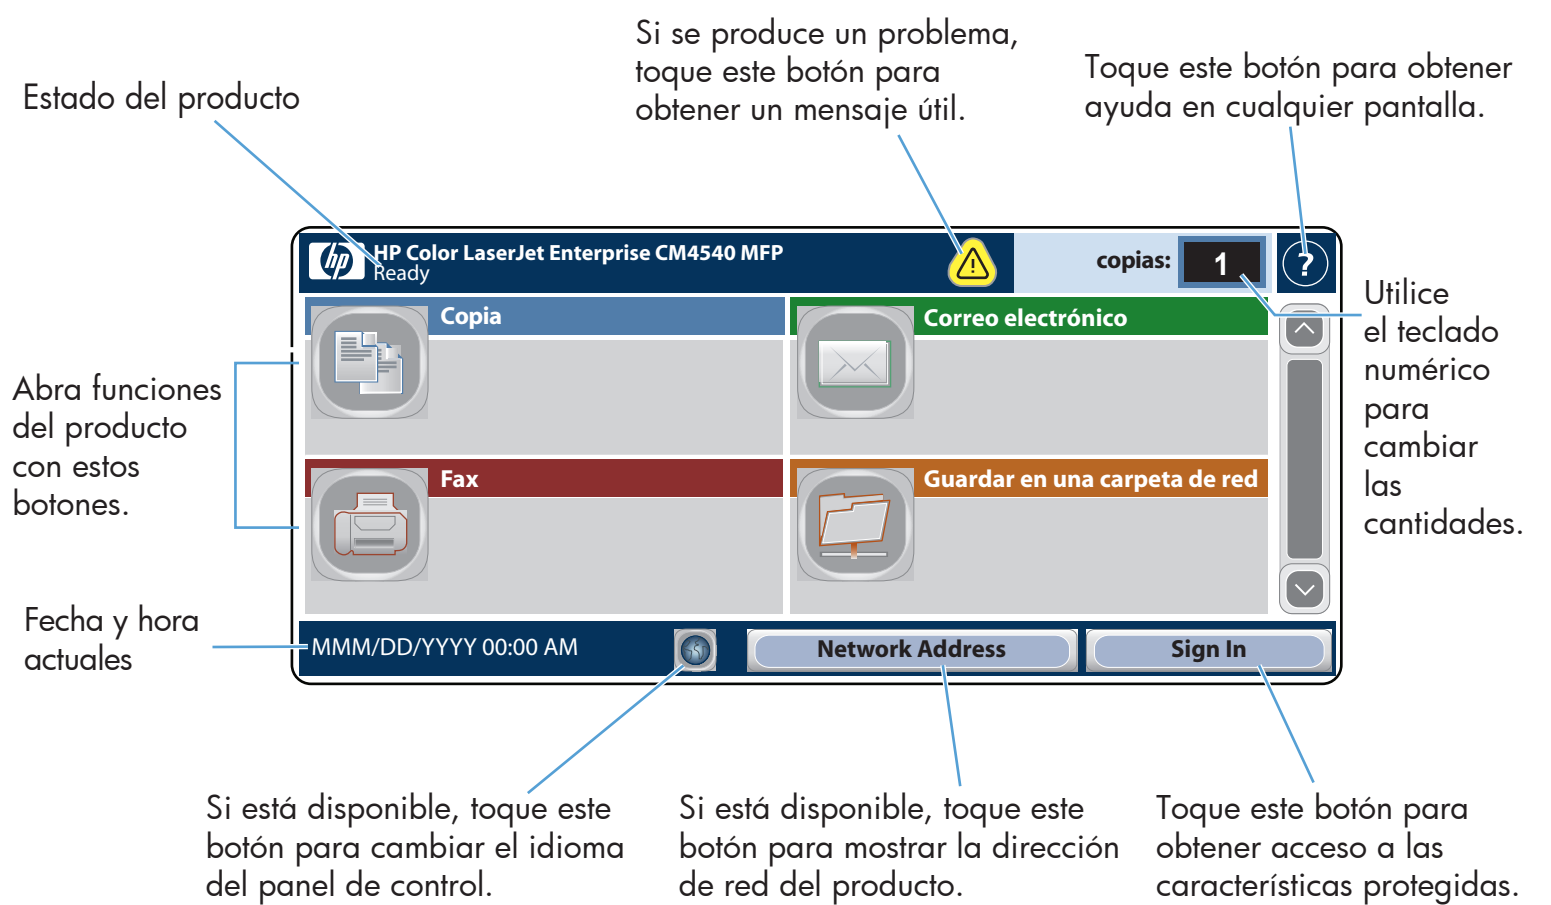 Si se produce un problema,
toque este botón para
obtener un mensaje útil.
Toque este botón para obtener
ayuda en cualquier pantalla.
Estado del producto
hp
HP Color LaserJet Enterprise CM4540 MFP
Ready
copias:
1
?
Utilice
el teclado
numérico
para
cambiar
las
cantidades.
Copia
Correo electrónico
Abra funciones
del producto
con estos
botones.
Fax
Guardar en una carpeta de red
Fecha y hora
actuales
MMM/DD/YYYY 00:00 AM
Network Address
Sign In
Si está disponible, toque este
botón para cambiar el idioma
del panel de control.
Si está disponible, toque este
botón para mostrar la dirección
de red del producto.
Toque este botón para
obtener acceso a las
características protegidas.